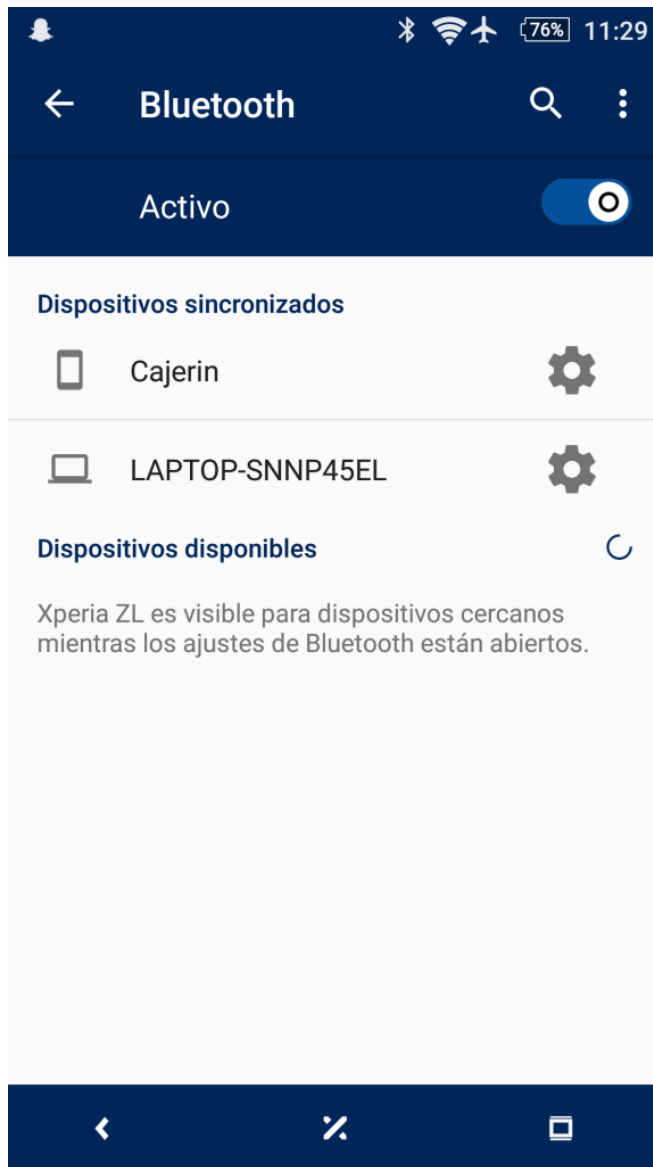 76% 11:29
Bluetooth
Activo
Dispositivos sincronizados
Cajerin
LAPTOP-SNNP45EL
Dispositivos disponibles
Xperia ZL es visible para dispositivos cercanos
mientras los ajustes de Bluetooth están abiertos.